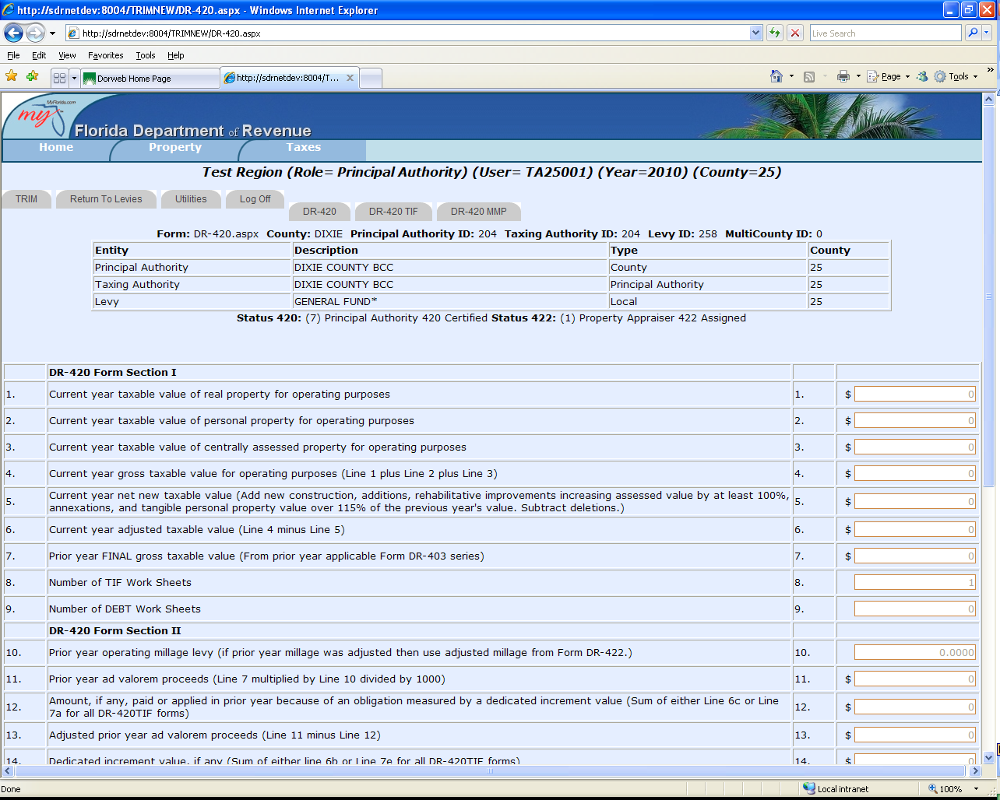 http://sdrnetdev:8004/TRIMNEW/DR-420.aspx - Windows Internet Explorer
http://sdrnetdev:8004/TRIMNEW/DR-420.aspx
Live Search
File Edit View Favorites Tools Help
Dorweb Home Page http://sdrnetdev:8004/T... Page Tools
MyFlorida.com
my
Florida Department of Revenue
Home Property Taxes
Test Region (Role= Principal Authority) (User= TA25001) (Year=2010) (County=25)
TRIM Return To Levies Utilities Log Off
DR-420 DR-420 TIF DR-420 MMP
Form: DR-420.aspx County: DIXIE Principal Authority ID: 204 Taxing Authority ID: 204 Levy ID: 258 MultiCounty ID: 0
Entity Description Type County
Principal Authority DIXIE COUNTY BCC County 25
Taxing Authority DIXIE COUNTY BCC Principal Authority 25
Levy GENERAL FUND* Local 25
Status 420: (7) Principal Authority 420 Certified Status 422: (1) Property Appraiser 422 Assigned
DR-420 Form Section I
1. Current year taxable value of real property for operating purposes 1. $ 0
2. Current year taxable value of personal property for operating purposes 2. $ 0
3. Current year taxable value of centrally assessed property for operating purposes 3. $ 0
4. Current year gross taxable value for operating purposes (Line 1 plus Line 2 plus Line 3) 4. $ 0
5. Current year net new taxable value (Add new construction, additions, rehabilitative improvements increasing assessed value by at least 100%, 5. $ 0
annexations, and tangible personal property value over 115% of the previous year's value. Subtract deletions.)
6. Current year adjusted taxable value (Line 4 minus Line 5) 6. $ 0
7. Prior year FINAL gross taxable value (From prior year applicable Form DR-403 series) 7. $ 0
8. Number of TIF Work Sheets 8. 1
9. Number of DEBT Work Sheets 9. 0
DR-420 Form Section II
10. Prior year operating millage levy (if prior year millage was adjusted then use adjusted millage from Form DR-422.) 10. 0.0000
11. Prior year ad valorem proceeds (Line 7 multiplied by Line 10 divided by 1000) 11. $ 0
12. Amount, if any, paid or applied in prior year because of an obligation measured by a dedicated increment value (Sum of either Line 6c or Line 12. $ 0
7a for all DR-420TIF forms)
13. Adjusted prior year ad valorem proceeds (Line 11 minus Line 12) 13. $ 0
14. Dedicated increment value, if any (Sum of either line 6b or Line 7e for all DR-420TIF forms) 14. $ 0
Done Local intranet 100%